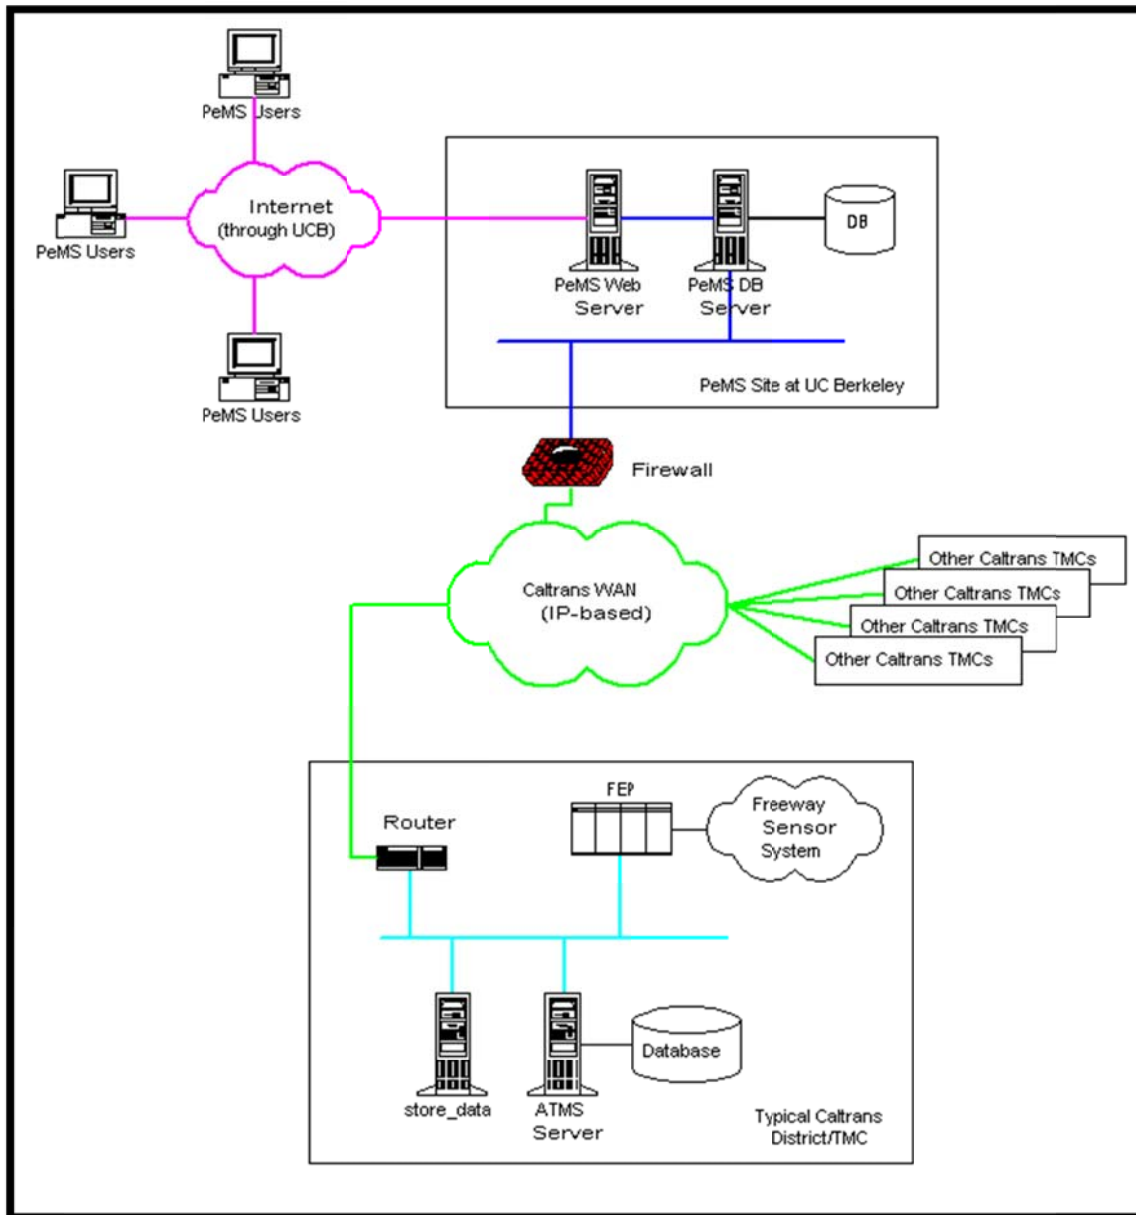 PeMS Users
Internet
(through UCB)
PeMS Users
PeMS Users
PeMS Web
Server
PeMS DB
Server
DB
PeMS Site at UC Berkeley
Firewall
Caltrans WAN
(IP-based)
Other Caltrans TMCs
Other Caltrans TMCs
Other Caltrans TMCs
Other Caltrans TMCs
Router
FEP
Freeway
Sensor
System
store_data
ATMS
Server
Database
Typical Caltrans
District/TMC